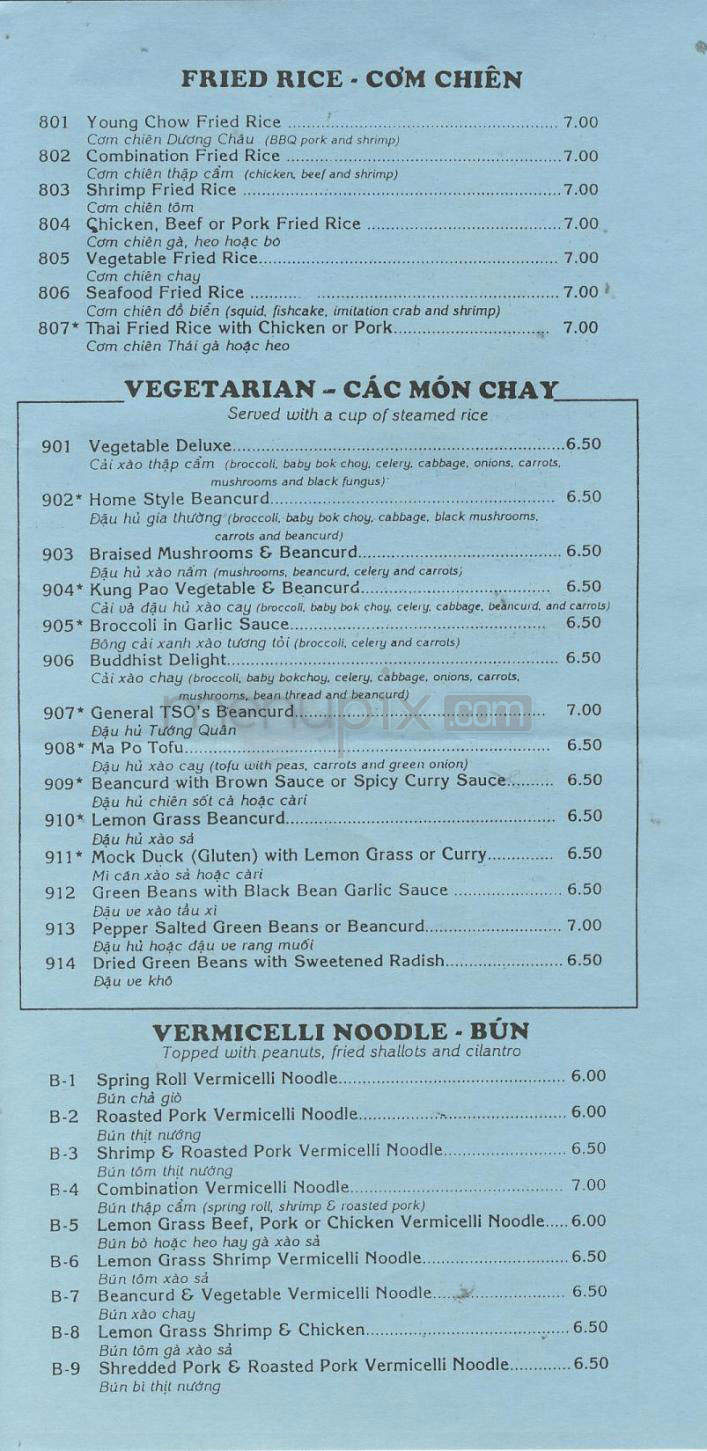 FRIED RICE - CƠM CHIÊN
801 Young Chow Fried Rice 7.00
Cơm chiên Dương Châu (BBQ pork and shrimp)
802 Combination Fried Rice 7.00
Cơm chiên thập cẩm (chicken, beef and shrimp)
803 Shrimp Fried Rice 7.00
Cơm chiên tôm
804 Chicken, Beef or Pork Fried Rice 7.00
Cơm chiên gà, heo hoặc bò
805 Vegetable Fried Rice 7.00
Cơm chiên chay
806 Seafood Fried Rice 7.00
Cơm chiên đồ biển (squid, fishcake, imitation crab and shrimp)
807* Thai Fried Rice with Chicken or Pork 7.00
Cơm chiên Thái gà hoặc heo
VEGETARIAN - CÁC MÓN CHAY
Served with a cup of steamed rice
901 Vegetable Deluxe 6.50
Cải xào thập cẩm (broccoli, baby bok choy, celery, cabbage, onions, carrots,
mushrooms and black fungus)
902* Home Style Beancurd 6.50
Đậu hủ gia thường (broccoli, baby bok choy, cabbage, black mushrooms,
carrots and beancurd)
903 Braised Mushrooms & Beancurd 6.50
Đậu hủ xào nấm (mushrooms, beancurd, celery and carrots)
904* Kung Pao Vegetable & Beancurd 6.50
Cải và đậu hủ xào cay (broccoli, baby bok choy, celery, cabbage, beancurd, and carrots)
905* Broccoli in Garlic Sauce 6.50
Bông cải xanh xào tương tỏi (broccoli, celery and carrots)
906 Buddhist Delight 6.50
Cải xào chay (broccoli, baby bokchoy, celery, cabbage, onions, carrots,
mushrooms, bean thread and beancurd)
907* General TSO's Beancurd 7.00
Đậu hủ Tướng Quân
menupix.com
908* Ma Po Tofu 6.50
Đậu hủ xào cay (tofu with peas, carrots and green onion)
909* Beancurd with Brown Sauce or Spicy Curry Sauce 6.50
Đậu hủ chiên sốt cà hoặc càri
910* Lemon Grass Beancurd 6.50
Đậu hủ xào sả
911* Mock Duck (Gluten) with Lemon Grass or Curry 6.50
Mì căn xào sả hoặc càri
912 Green Beans with Black Bean Garlic Sauce 6.50
Đậu ve xào tầu xì
913 Pepper Salted Green Beans or Beancurd 7.00
Đậu hủ hoặc đậu ve rang muối
914 Dried Green Beans with Sweetened Radish 6.50
Đậu ve khô
VERMICELLI NOODLE - BÚN
Topped with peanuts, fried shallots and cilantro
B-1 Spring Roll Vermicelli Noodle 6.00
Bún chả giò
B-2 Roasted Pork Vermicelli Noodle 6.00
Bún thịt nướng
B-3 Shrimp & Roasted Pork Vermicelli Noodle 6.50
Bún tôm thịt nướng
B-4 Combination Vermicelli Noodle 7.00
Bún thập cẩm (spring roll, shrimp & roasted pork)
B-5 Lemon Grass Beef, Pork or Chicken Vermicelli Noodle 6.00
Bún bò hoặc heo hay gà xào sả
B-6 Lemon Grass Shrimp Vermicelli Noodle 6.50
Bún tôm xào sả
B-7 Beancurd & Vegetable Vermicelli Noodle 6.50
Bún xào chay
B-8 Lemon Grass Shrimp & Chicken 6.50
Bún tôm gà xào sả
B-9 Shredded Pork & Roasted Pork Vermicelli Noodle 6.50
Bún bì thịt nướng